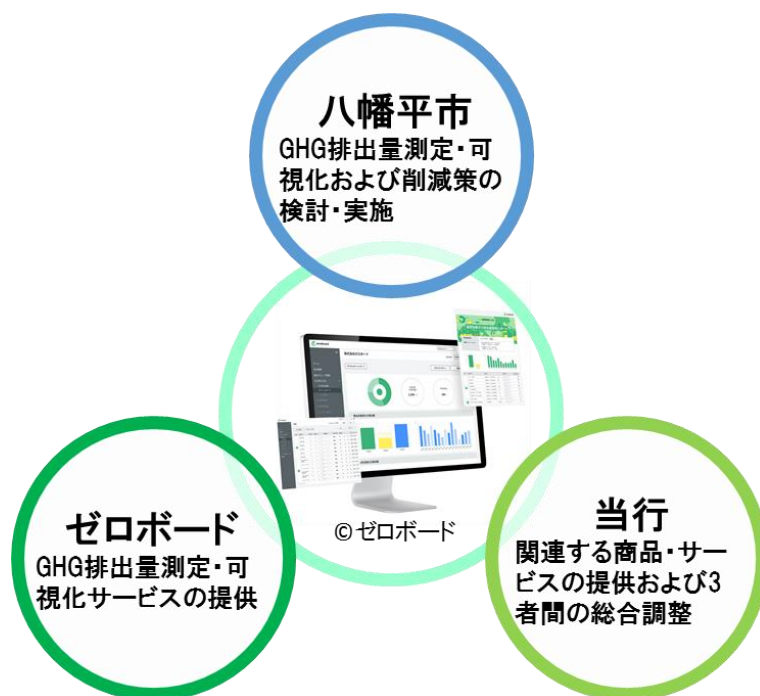 八幡平市
GHG排出量測定・可
視化および削減策の
検討・実施
©ゼロボード
ゼロボード
GHG排出量測定・可
視化サービスの提供
当行
関連する商品・サー
ビスの提供および3
者間の総合調整